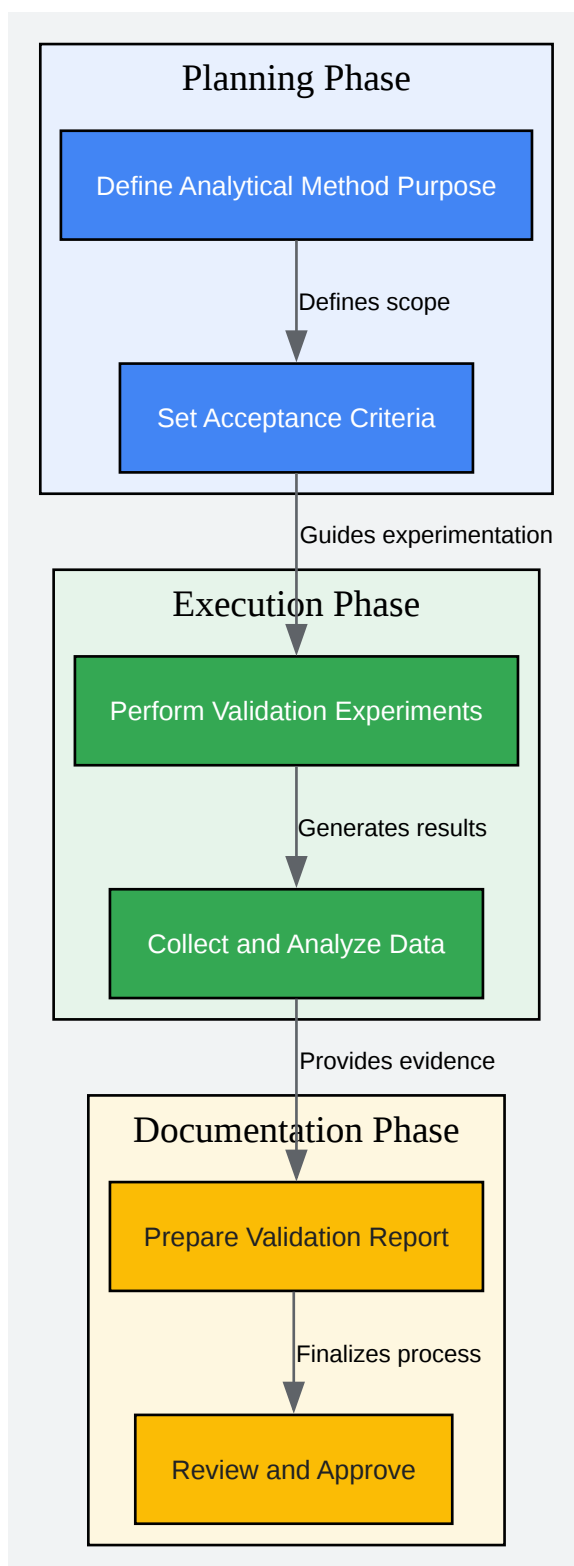 Planning Phase
Define Analytical Method Purpose
Defines scope
Set Acceptance Criteria
Guides experimentation
Execution Phase
Perform Validation Experiments
Generates results
Collect and Analyze Data
Provides evidence
Documentation Phase
Prepare Validation Report
Finalizes process
Review and Approve